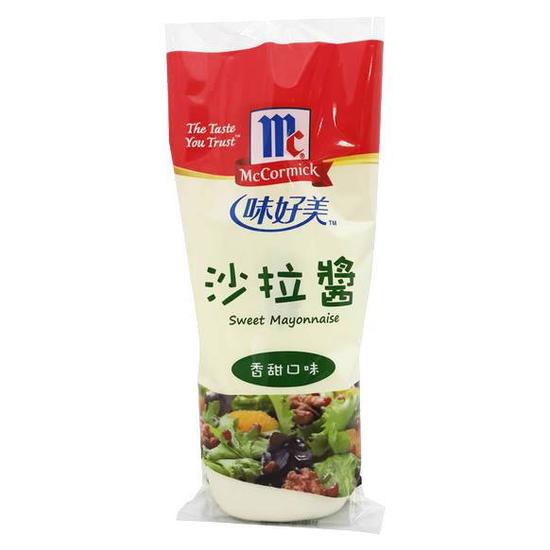 The Taste
You Trust™
Mc®
McCormick
味好美™
沙拉醬
Sweet Mayonnaise
香甜口味